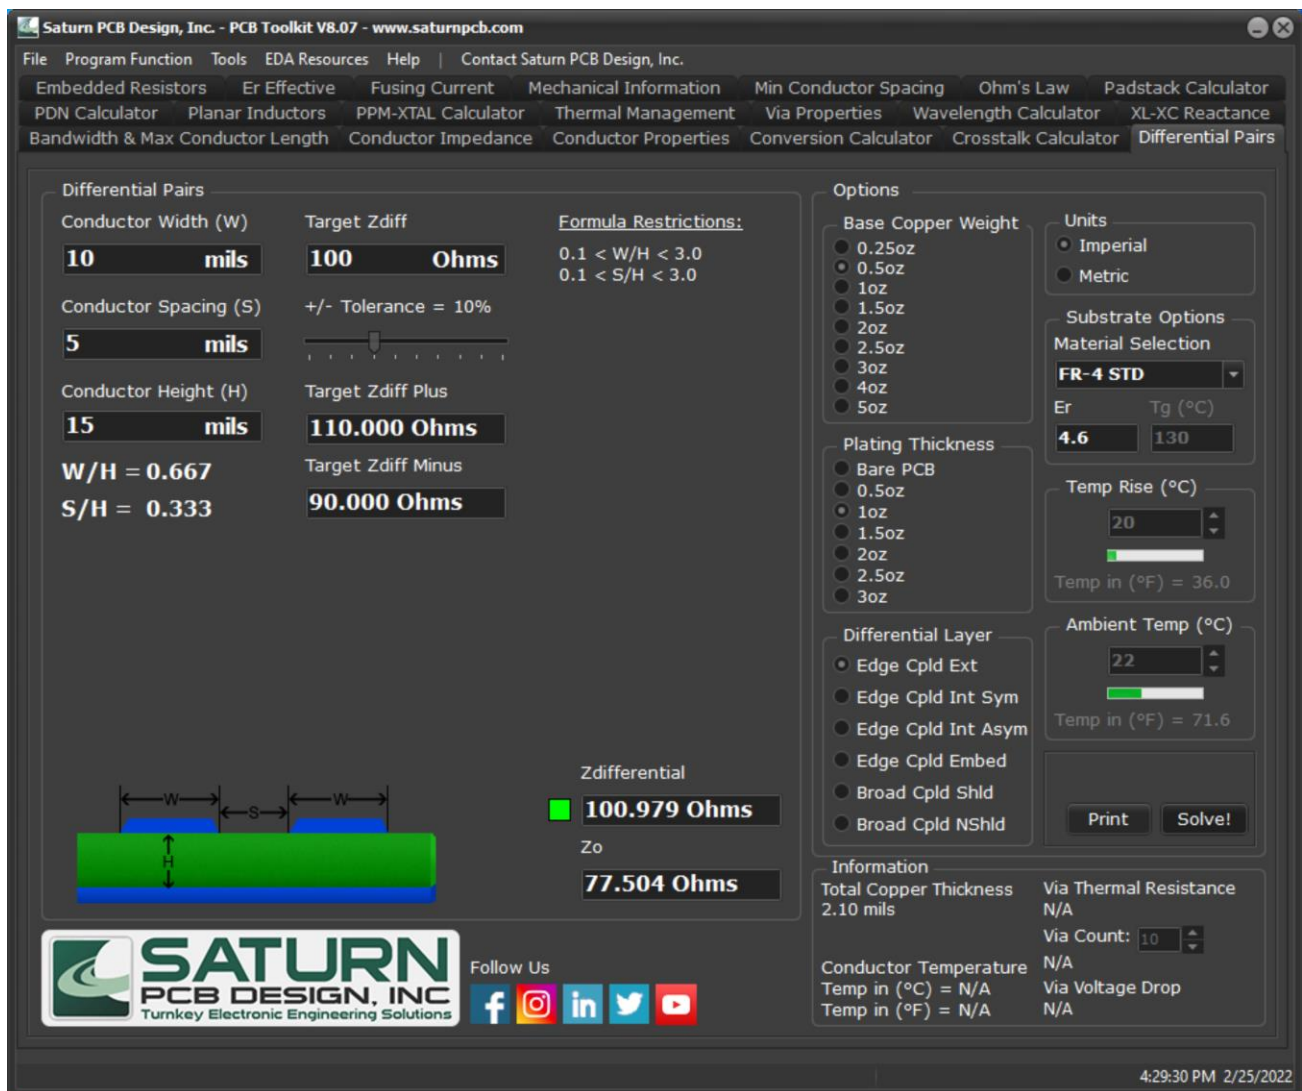 Saturn PCB Design, Inc. - PCB Toolkit V8.07 - www.saturnpcb.com
File Program Function Tools EDA Resources Help | Contact Saturn PCB Design, Inc.
Embedded Resistors Er Effective Fusing Current Mechanical Information Min Conductor Spacing Ohm's Law Padstack Calculator
PDN Calculator Planar Inductors PPM-XTAL Calculator Thermal Management Via Properties Wavelength Calculator XL-XC Reactance
Bandwidth & Max Conductor Length Conductor Impedance Conductor Properties Conversion Calculator Crosstalk Calculator Differential Pairs
Differential Pairs
Conductor Width (W)
10 mils
Conductor Spacing (S)
5 mils
Conductor Height (H)
15 mils
W/H = 0.667
S/H = 0.333
Target Zdiff
100 Ohms
+/- Tolerance = 10%
Target Zdiff Plus
110.000 Ohms
Target Zdiff Minus
90.000 Ohms
Formula Restrictions:
0.1 < W/H < 3.0
0.1 < S/H < 3.0
W S W
H
Zdifferential
100.979 Ohms
Zo
77.504 Ohms
Options
Base Copper Weight
0.25oz
0.5oz
1oz
1.5oz
2oz
2.5oz
3oz
4oz
5oz
Plating Thickness
Bare PCB
0.5oz
1oz
1.5oz
2oz
2.5oz
3oz
Differential Layer
Edge Cpld Ext
Edge Cpld Int Sym
Edge Cpld Int Asym
Edge Cpld Embed
Broad Cpld Shld
Broad Cpld NShld
Units
Imperial
Metric
Substrate Options
Material Selection
FR-4 STD
Er Tg (°C)
4.6 130
Temp Rise (°C)
20
Temp in (°F) = 36.0
Ambient Temp (°C)
22
Temp in (°F) = 71.6
Print Solve!
Information
Total Copper Thickness
2.10 mils
Conductor Temperature
Temp in (°C) = N/A
Temp in (°F) = N/A
Via Thermal Resistance
N/A
Via Count: 10
N/A
Via Voltage Drop
N/A
SATURN
PCB DESIGN, INC
Turnkey Electronic Engineering Solutions
Follow Us
4:29:30 PM 2/25/2022